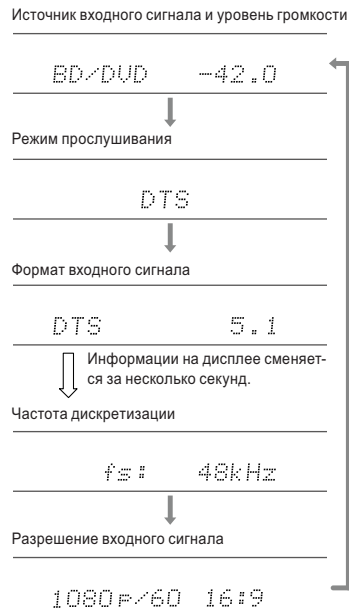 Источник входного сигнала и уровень громкости
BD/DVD -42.0
Режим прослушивания
DTS
Формат входного сигнала
DTS 5.1
Информации на дисплее сменяет-
ся за несколько секунд.
Частота дискретизации
fs: 48kHz
Разрешение входного сигнала
1080p/60 16:9